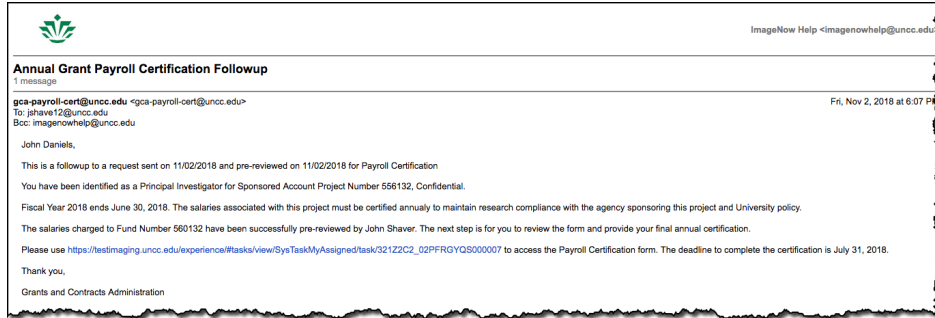 ImageNow Help <imagenowhelp@uncc.edu>
Annual Grant Payroll Certification Followup
1 message
gca-payroll-cert@uncc.edu <gca-payroll-cert@uncc.edu> Fri, Nov 2, 2018 at 6:07 PM
To: jshave12@uncc.edu
Bcc: imagenowhelp@uncc.edu
John Daniels,
This is a followup to a request sent on 11/02/2018 and pre-reviewed on 11/02/2018 for Payroll Certification
You have been identified as a Principal Investigator for Sponsored Account Project Number 556132, Confidential.
Fiscal Year 2018 ends June 30, 2018. The salaries associated with this project must be certified annualy to maintain research compliance with the agency sponsoring this project and University policy.
The salaries charged to Fund Number 560132 have been successfully pre-reviewed by John Shaver. The next step is for you to review the form and provide your final annual certification.
Please use https://testimaging.uncc.edu/experience/#tasks/view/SysTaskMyAssigned/task/321Z2C2_02PFRGYQS000007 to access the Payroll Certification form. The deadline to complete the certification is July 31, 2018.
Thank you,
Grants and Contracts Administration